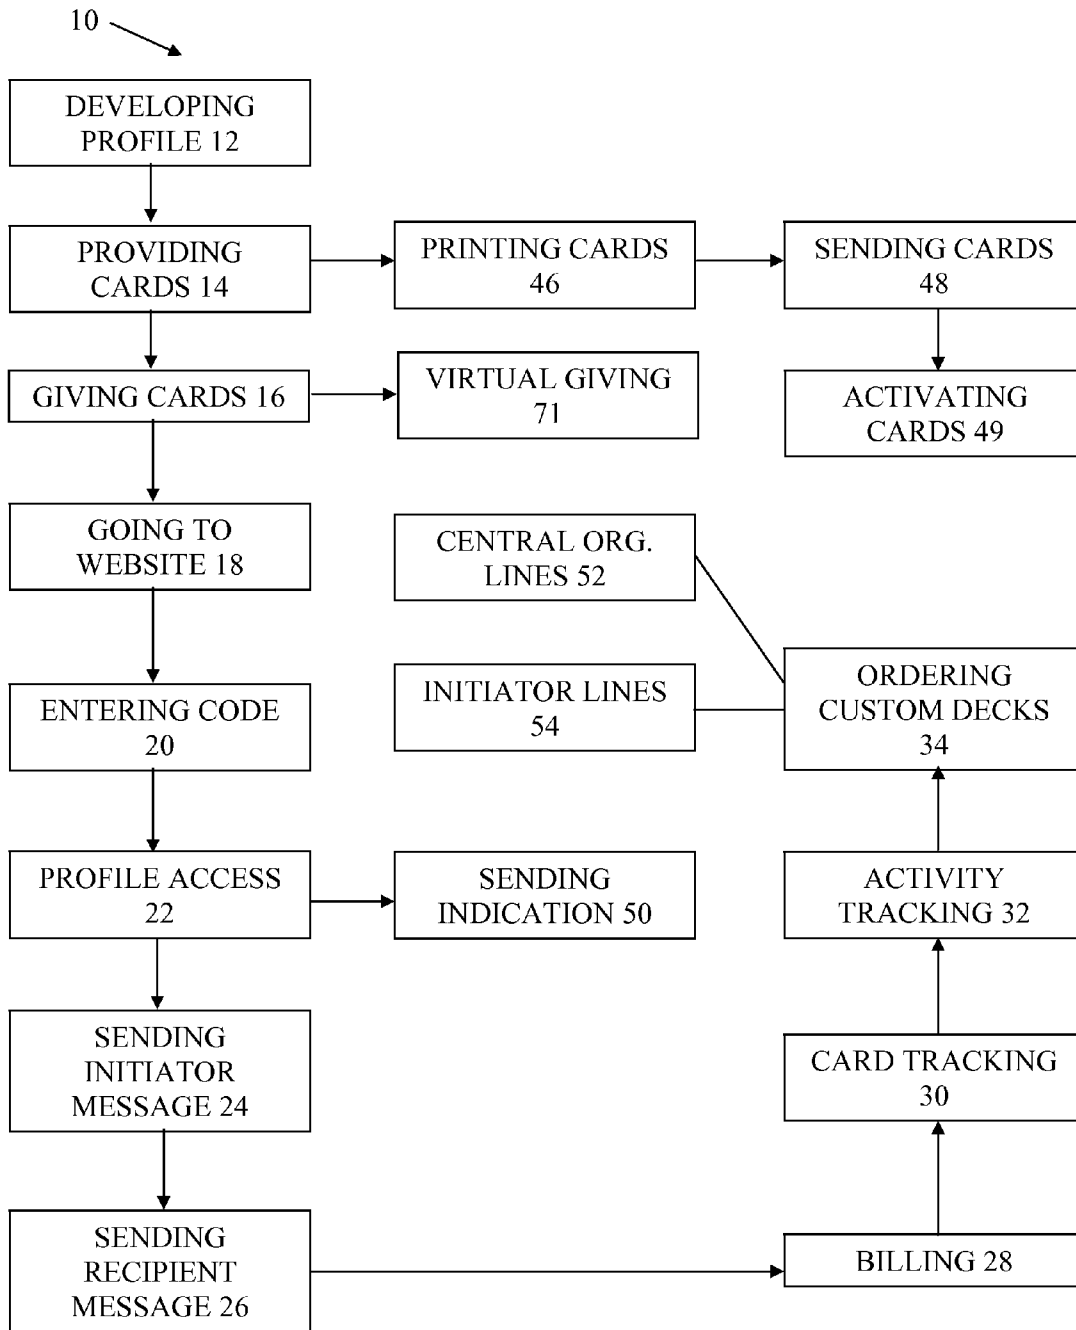 10
DEVELOPING
PROFILE 12
PROVIDING
CARDS 14
PRINTING CARDS
46
SENDING CARDS
48
GIVING CARDS 16
VIRTUAL GIVING
71
ACTIVATING
CARDS 49
GOING TO
WEBSITE 18
CENTRAL ORG.
LINES 52
ENTERING CODE
20
INITIATOR LINES
54
ORDERING
CUSTOM DECKS
34
PROFILE ACCESS
22
SENDING
INDICATION 50
ACTIVITY
TRACKING 32
SENDING
INITIATOR
MESSAGE 24
CARD TRACKING
30
SENDING
RECIPIENT
MESSAGE 26
BILLING 28